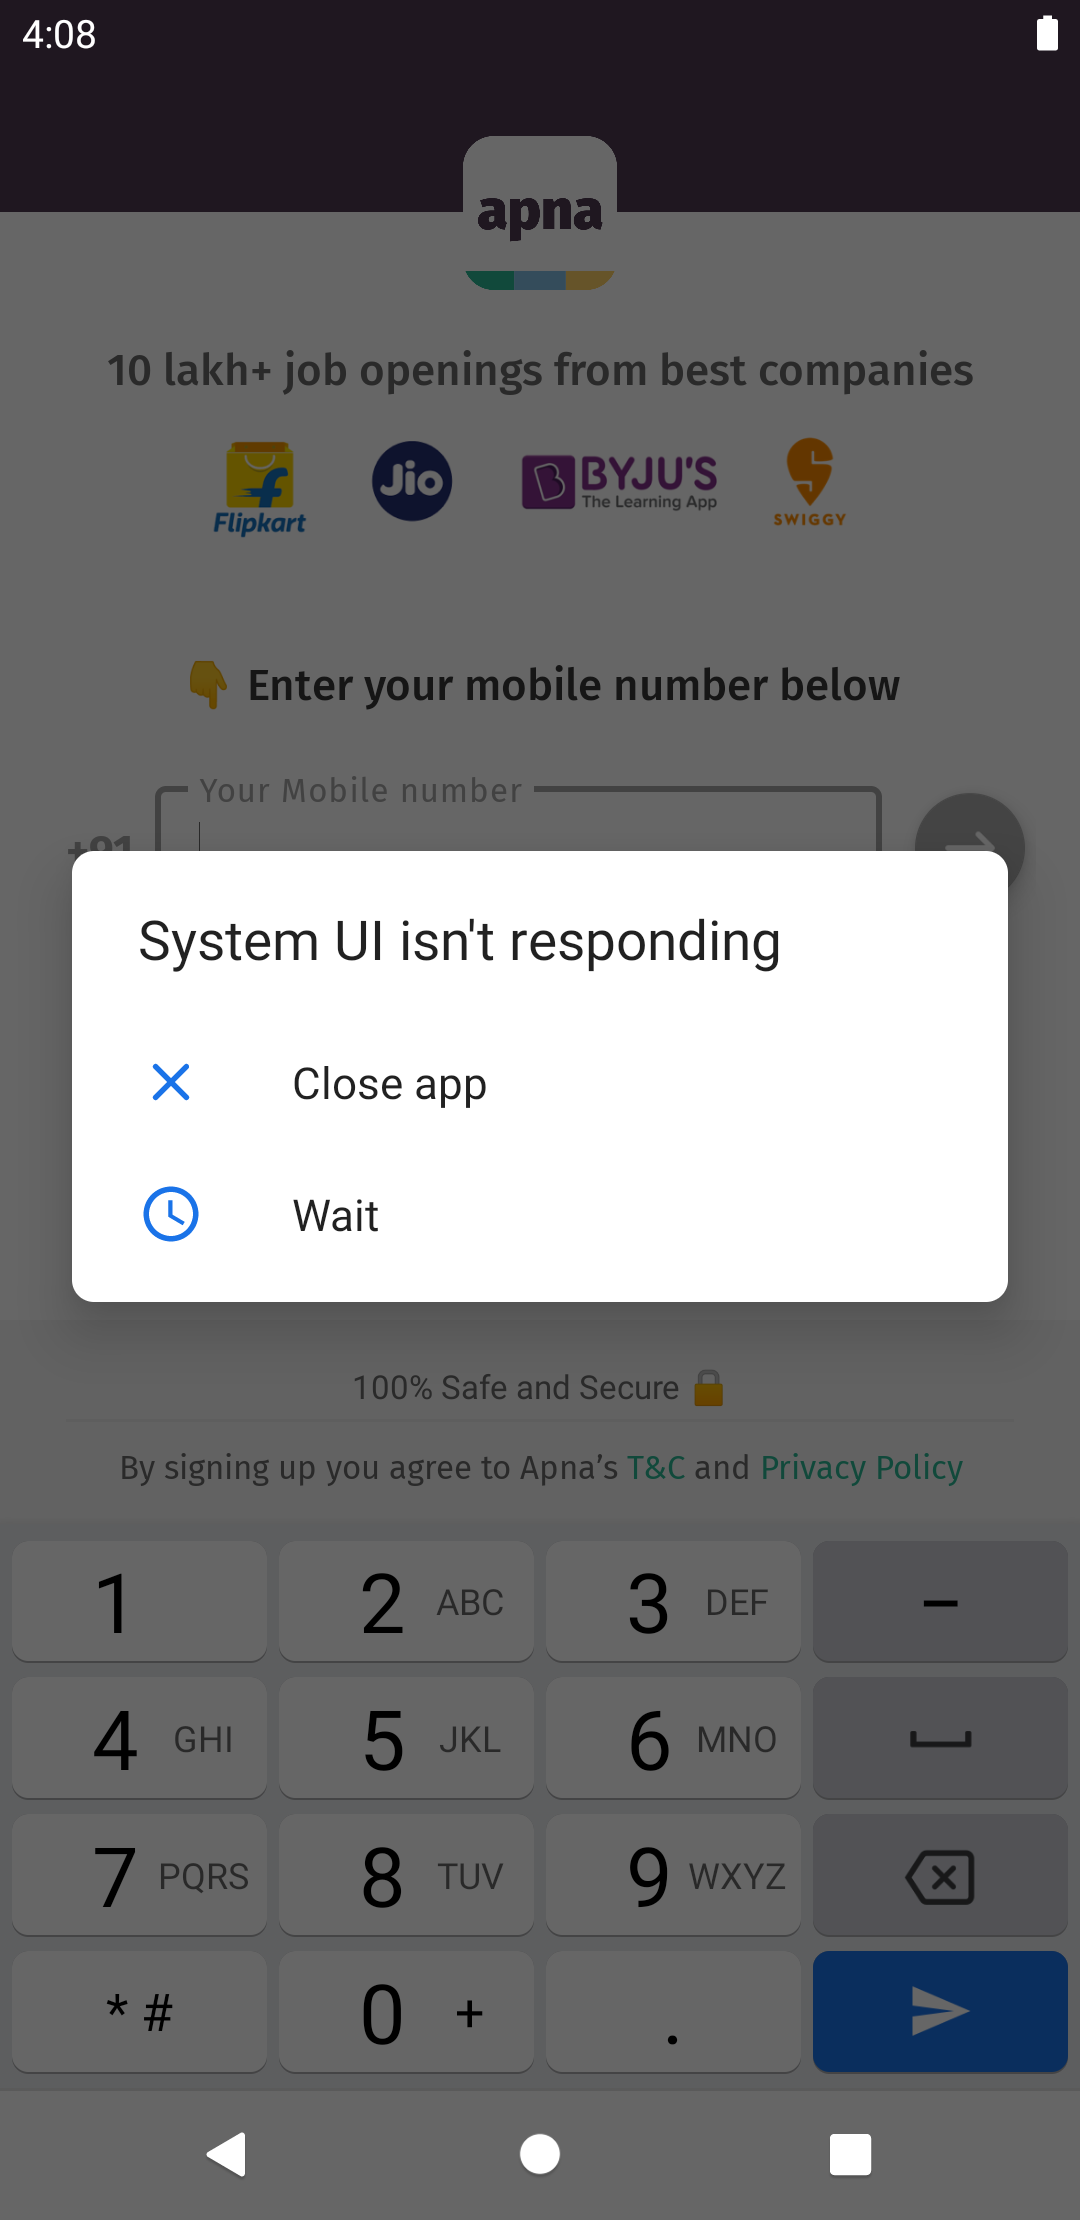 4:08
apna
10 lakh+ job openings from best companies
Flipkart
Jio
BYJU'S
The Learning App
SWIGGY
👇 Enter your mobile number below
Your Mobile number
+91
System UI isn't responding
Close app
Wait
100% Safe and Secure 🔒
By signing up you agree to Apna’s T&C and Privacy Policy
1 2 ABC 3 DEF –
4 GHI 5 JKL 6 MNO
7 PQRS 8 TUV 9 WXYZ
* # 0 + .